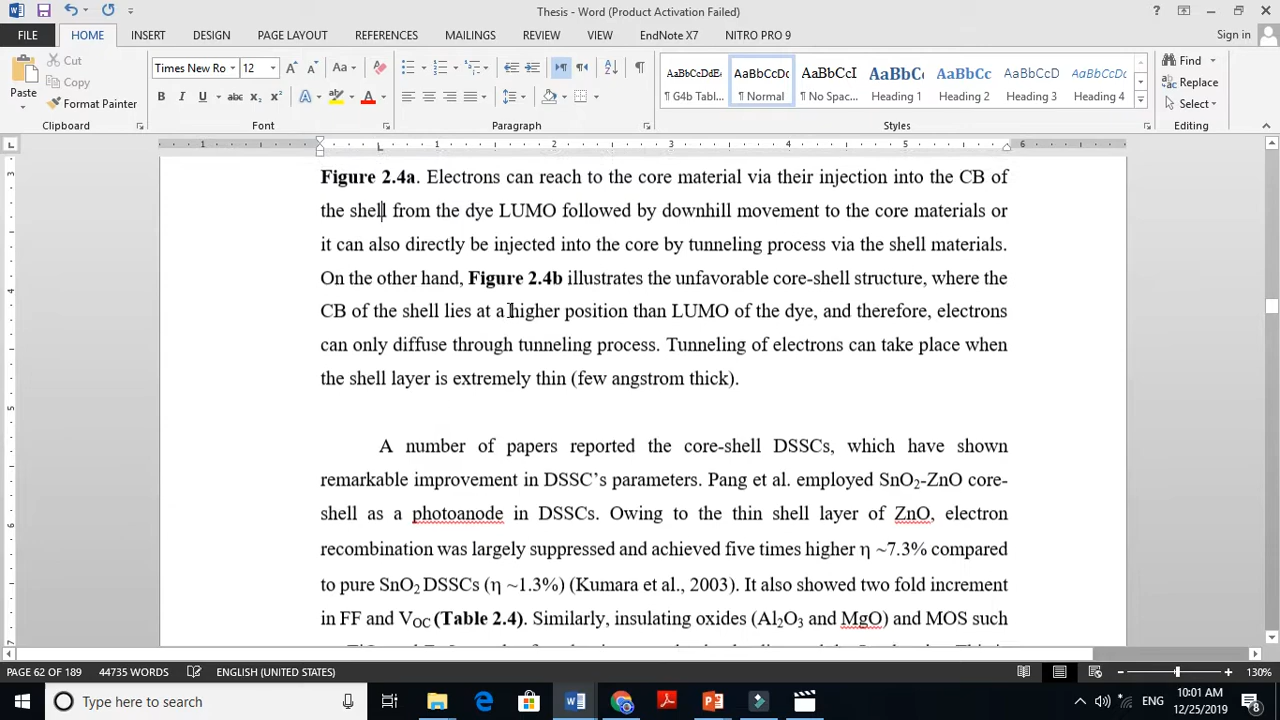 Thesis - Word (Product Activation Failed)
FILE HOME INSERT DESIGN PAGE LAYOUT REFERENCES MAILINGS REVIEW VIEW EndNote X7 NITRO PRO 9 Sign in
Paste
Cut
Copy
Format Painter
Clipboard
Times New Ro 12
Font
Paragraph
AaBbCcDdE AaBbCcDc AaBbCcI AaBbC AaBbCc AaBbCcD AaBbCcDc
¶ G4b Tabl... ¶ Normal ¶ No Spac... Heading 1 Heading 2 Heading 3 Heading 4
Styles
Find
Replace
Select
Editing
Figure 2.4a. Electrons can reach to the core material via their injection into the CB of
the shell from the dye LUMO followed by downhill movement to the core materials or
it can also directly be injected into the core by tunneling process via the shell materials.
On the other hand, Figure 2.4b illustrates the unfavorable core-shell structure, where the
CB of the shell lies at a higher position than LUMO of the dye, and therefore, electrons
can only diffuse through tunneling process. Tunneling of electrons can take place when
the shell layer is extremely thin (few angstrom thick).
A number of papers reported the core-shell DSSCs, which have shown
remarkable improvement in DSSC’s parameters. Pang et al. employed SnO₂-ZnO core-
shell as a photoanode in DSSCs. Owing to the thin shell layer of ZnO, electron
recombination was largely suppressed and achieved five times higher η ~7.3% compared
to pure SnO₂ DSSCs (η ~1.3%) (Kumara et al., 2003). It also showed two fold increment
in FF and VOC (Table 2.4). Similarly, insulating oxides (Al₂O₃ and MgO) and MOS such
PAGE 62 OF 189 44735 WORDS ENGLISH (UNITED STATES) 130%
Type here to search
ENG
10:01 AM
12/25/2019
8